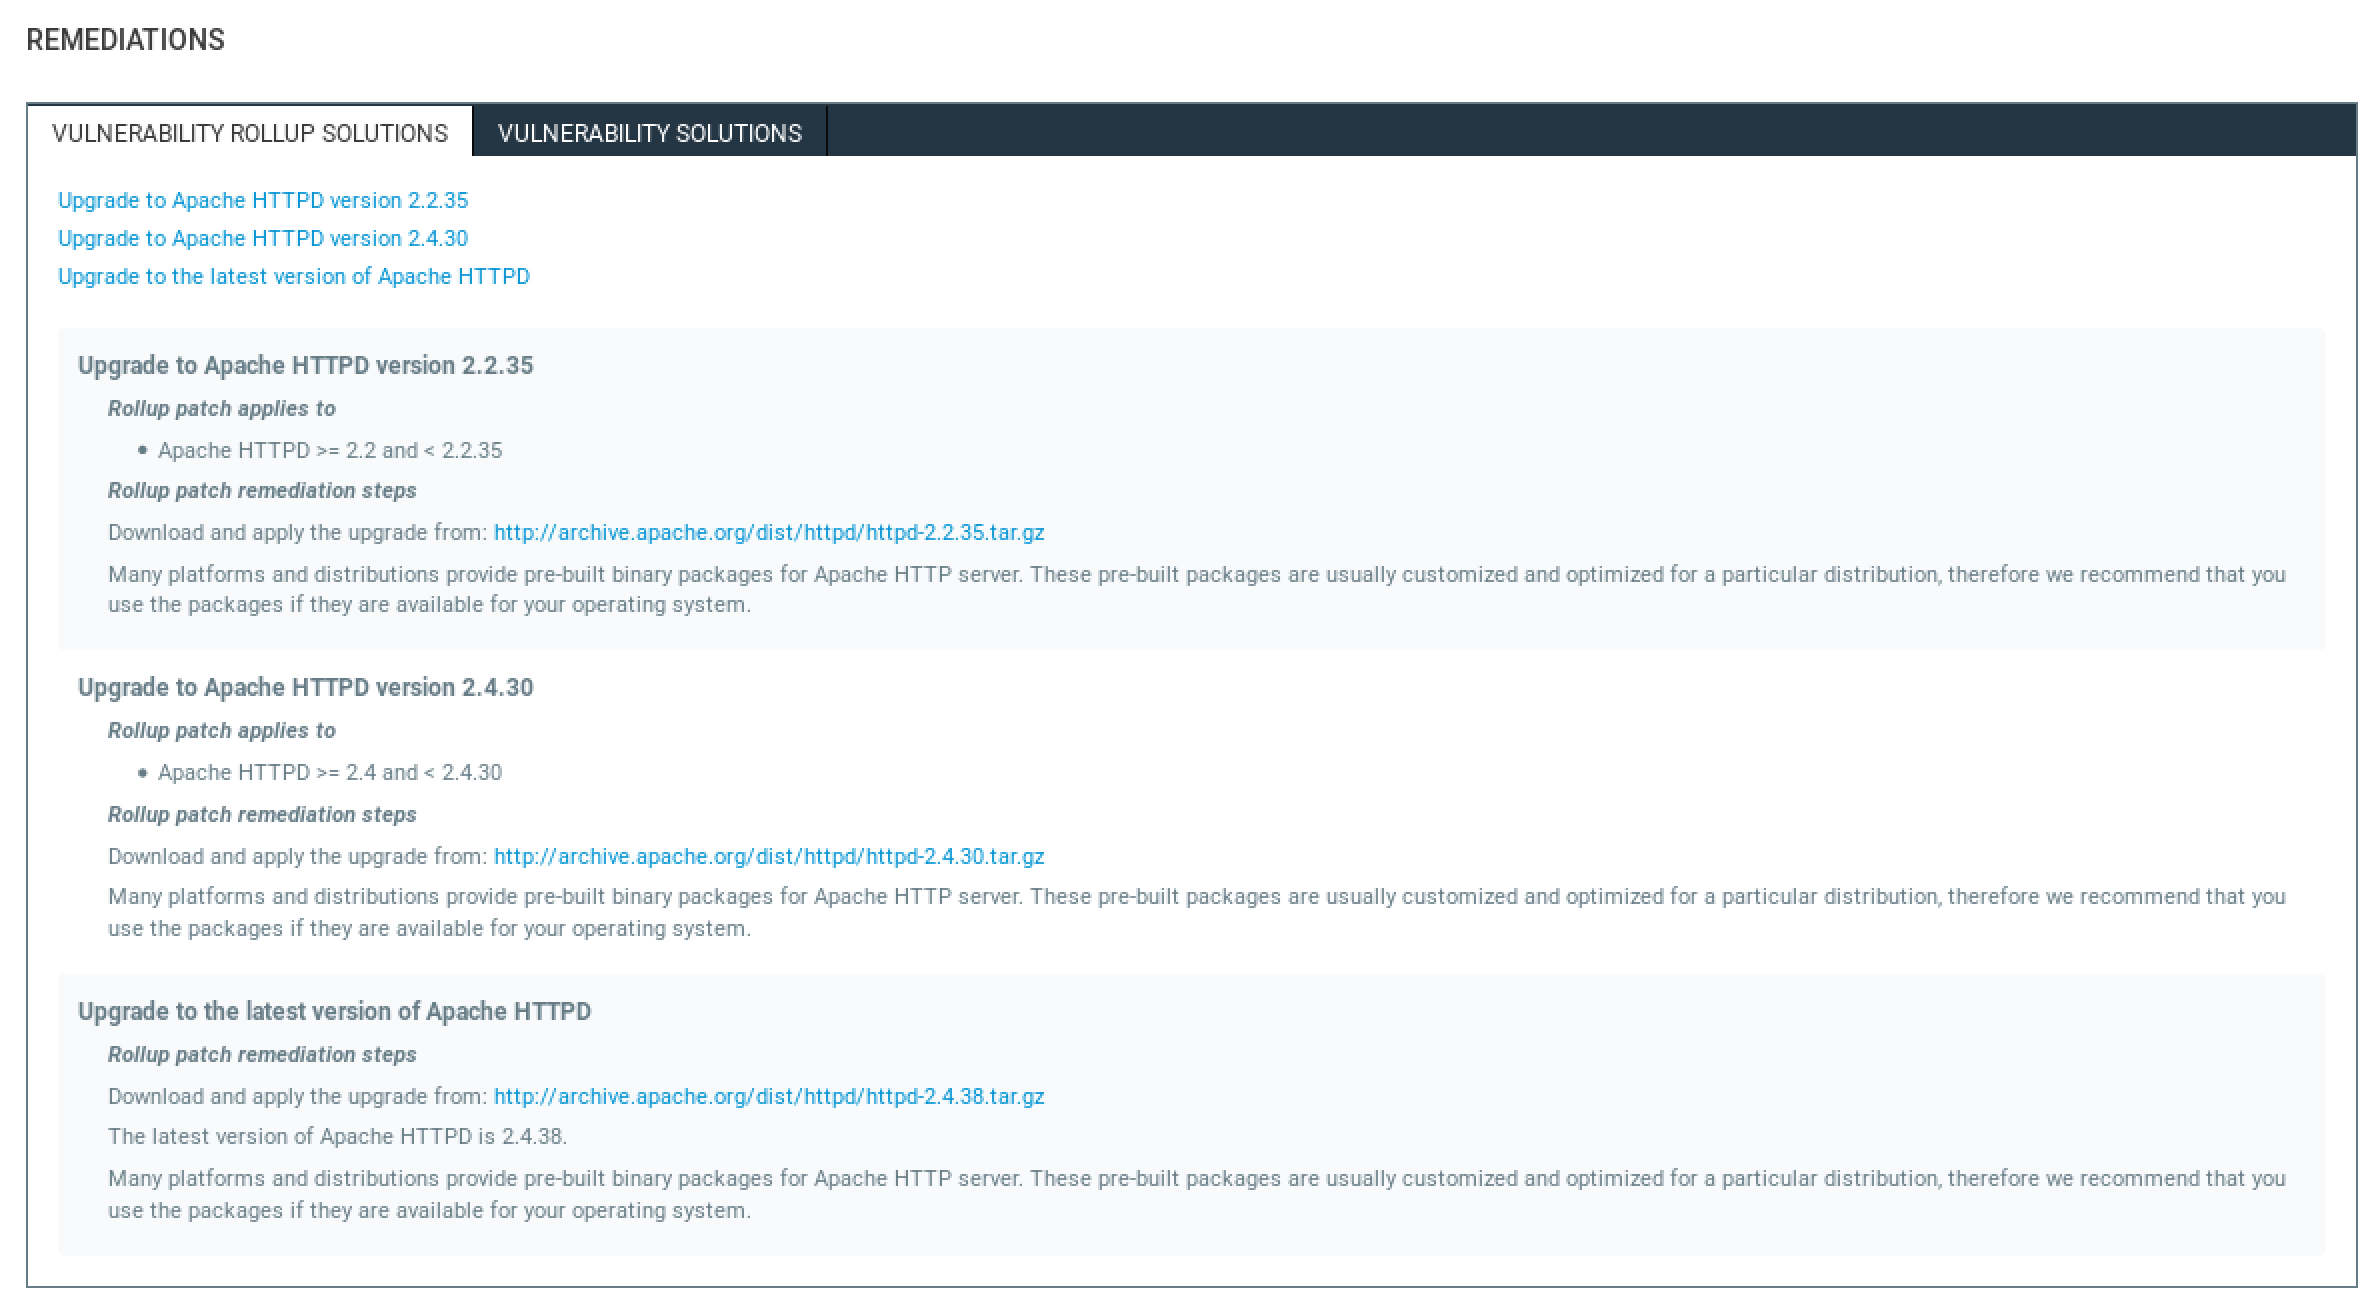 REMEDIATIONS
VULNERABILITY ROLLUP SOLUTIONS
VULNERABILITY SOLUTIONS
Upgrade to Apache HTTPD version 2.2.35
Upgrade to Apache HTTPD version 2.4.30
Upgrade to the latest version of Apache HTTPD
Upgrade to Apache HTTPD version 2.2.35
Rollup patch applies to
• Apache HTTPD >= 2.2 and < 2.2.35
Rollup patch remediation steps
Download and apply the upgrade from: http://archive.apache.org/dist/httpd/httpd-2.2.35.tar.gz
Many platforms and distributions provide pre-built binary packages for Apache HTTP server. These pre-built packages are usually customized and optimized for a particular distribution, therefore we recommend that you
use the packages if they are available for your operating system.
Upgrade to Apache HTTPD version 2.4.30
Rollup patch applies to
• Apache HTTPD >= 2.4 and < 2.4.30
Rollup patch remediation steps
Download and apply the upgrade from: http://archive.apache.org/dist/httpd/httpd-2.4.30.tar.gz
Many platforms and distributions provide pre-built binary packages for Apache HTTP server. These pre-built packages are usually customized and optimized for a particular distribution, therefore we recommend that you
use the packages if they are available for your operating system.
Upgrade to the latest version of Apache HTTPD
Rollup patch remediation steps
Download and apply the upgrade from: http://archive.apache.org/dist/httpd/httpd-2.4.38.tar.gz
The latest version of Apache HTTPD is 2.4.38.
Many platforms and distributions provide pre-built binary packages for Apache HTTP server. These pre-built packages are usually customized and optimized for a particular distribution, therefore we recommend that you
use the packages if they are available for your operating system.